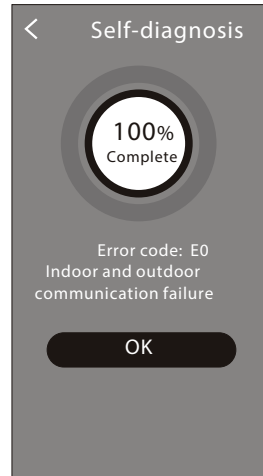 Self-diagnosis
100%
Complete
Error code: E0
Indoor and outdoor
communication failure
OK